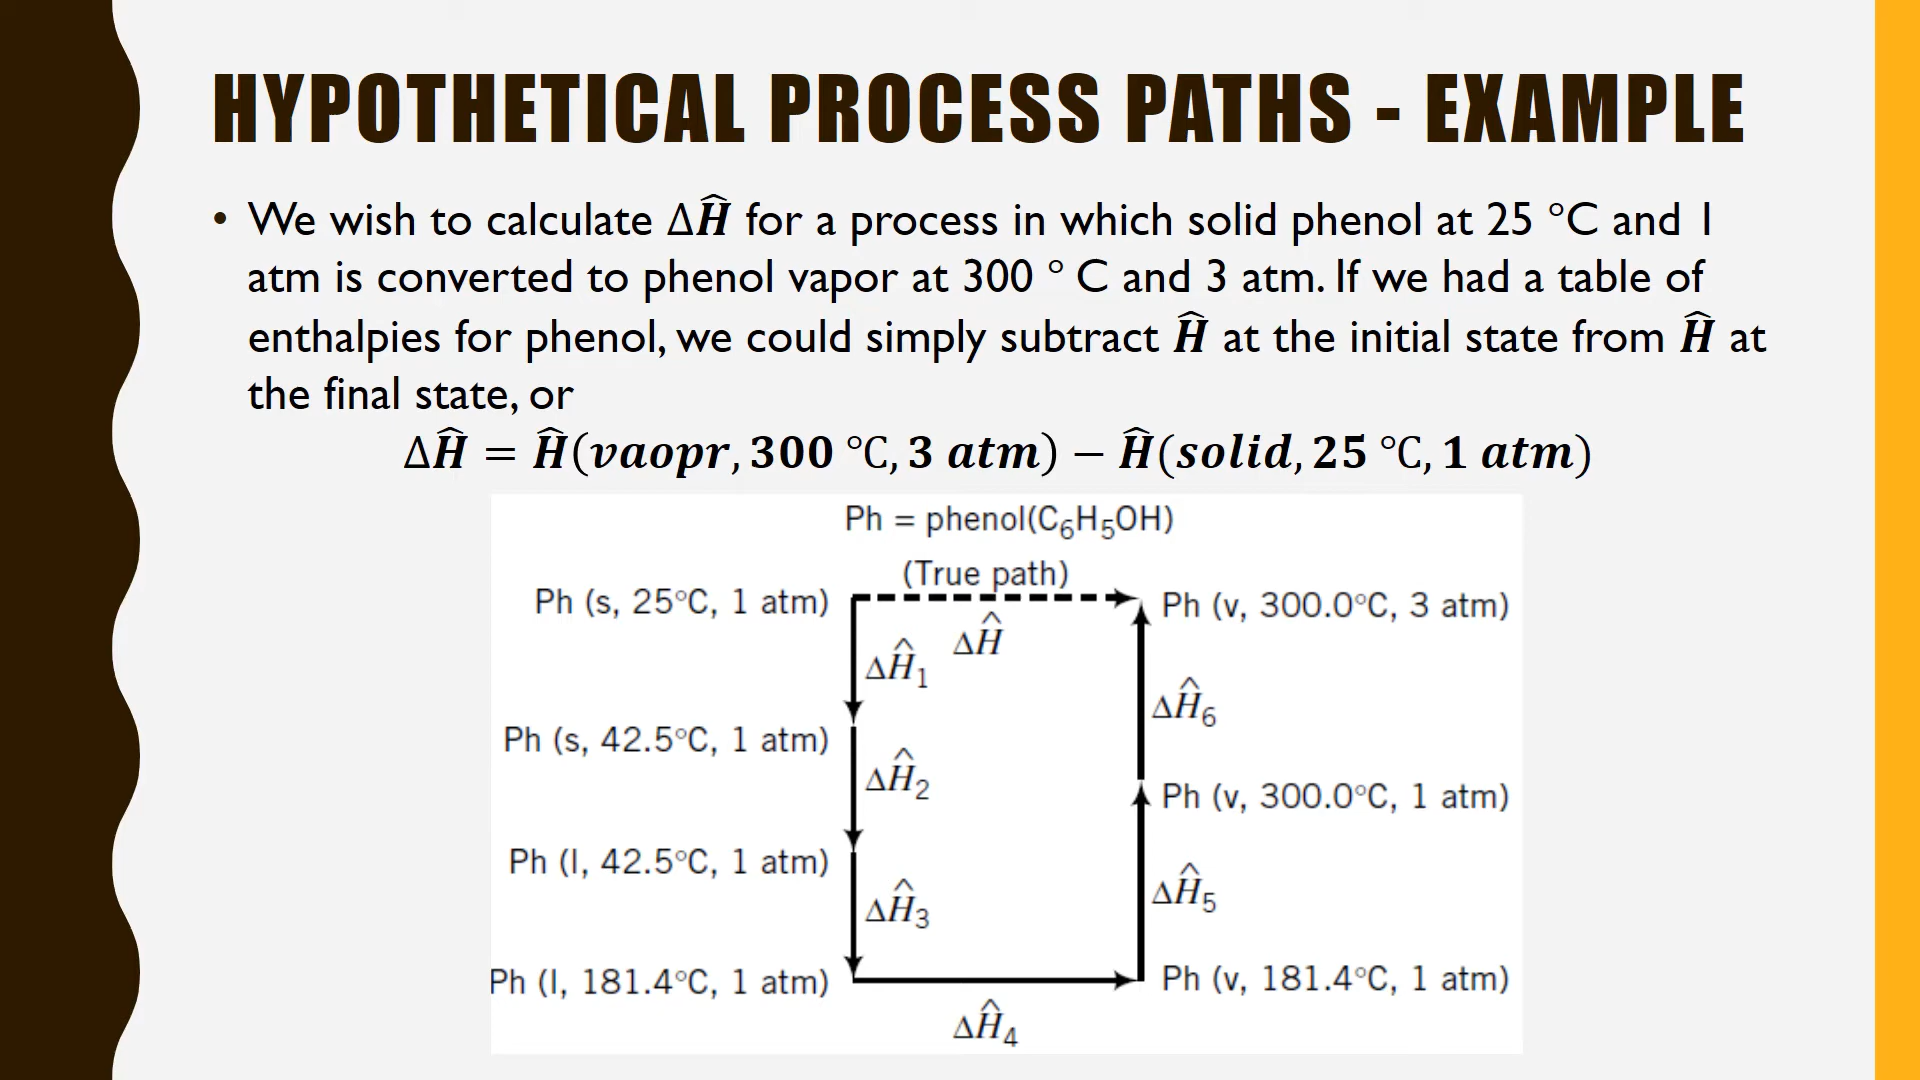 HYPOTHETICAL PROCESS PATHS - EXAMPLE
• We wish to calculate ΔĤ for a process in which solid phenol at 25 °C and 1
atm is converted to phenol vapor at 300 ° C and 3 atm. If we had a table of
enthalpies for phenol, we could simply subtract Ĥ at the initial state from Ĥ at
the final state, or
ΔĤ = Ĥ(vaopr, 300 °C, 3 atm) − Ĥ(solid, 25 °C, 1 atm)
Ph = phenol(C₆H₅OH)
(True path)
Ph (s, 25°C, 1 atm)
Ph (v, 300.0°C, 3 atm)
ΔĤ
ΔĤ₁
ΔĤ₆
Ph (s, 42.5°C, 1 atm)
ΔĤ₂
Ph (v, 300.0°C, 1 atm)
Ph (l, 42.5°C, 1 atm)
ΔĤ₃
ΔĤ₅
Ph (l, 181.4°C, 1 atm)
Ph (v, 181.4°C, 1 atm)
ΔĤ₄